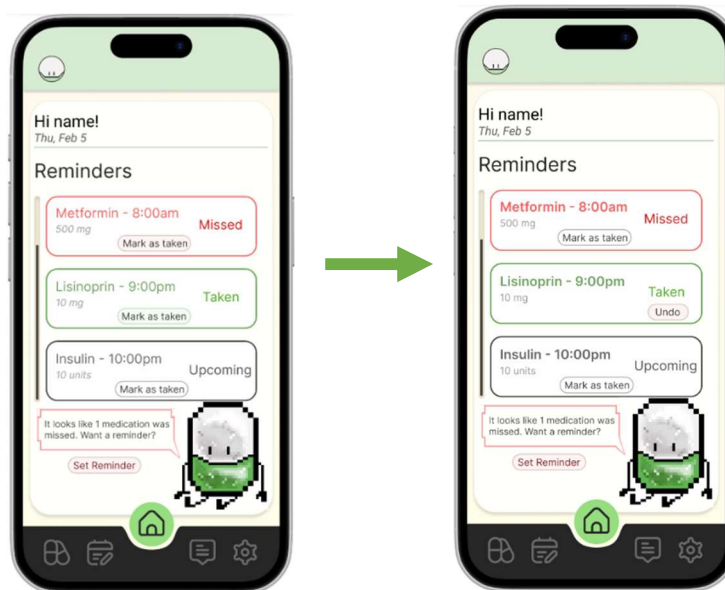 Hi name!
Thu, Feb 5
Reminders
Metformin - 8:00am
500 mg
Missed
Mark as taken
Lisinoprin - 9:00pm
10 mg
Taken
Mark as taken
Insulin - 10:00pm
10 units
Upcoming
Mark as taken
It looks like 1 medication was
missed. Want a reminder?
Set Reminder
Hi name!
Thu, Feb 5
Reminders
Metformin - 8:00am
500 mg
Missed
Mark as taken
Lisinoprin - 9:00pm
10 mg
Taken
Undo
Insulin - 10:00pm
10 units
Upcoming
Mark as taken
It looks like 1 medication was
missed. Want a reminder?
Set Reminder